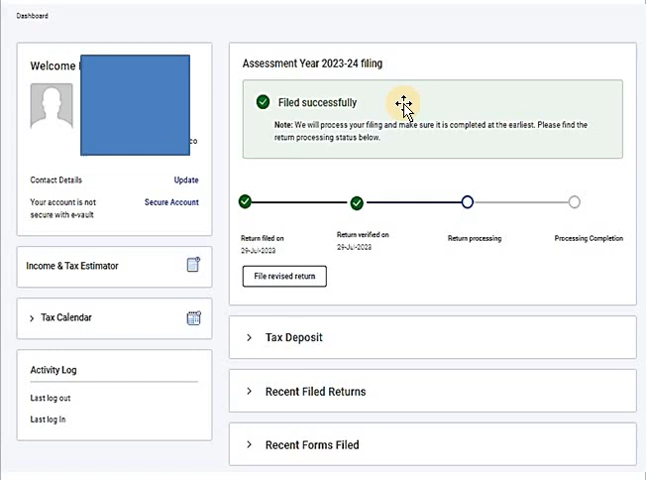 Dashboard
Welcome
co
Contact Details
Update
Your account is not
secure with e-vault
Secure Account
Income & Tax Estimator
Tax Calendar
Activity Log
Last log out
Last log In
Assessment Year 2023-24 filing
Filed successfully
Note: We will process your filing and make sure it is completed at the earliest. Please find the
return processing status below.
Return filed on
29-Jul-2023
Return verified on
29-Jul-2023
Return processing
Processing Completion
File revised return
Tax Deposit
Recent Filed Returns
Recent Forms Filed